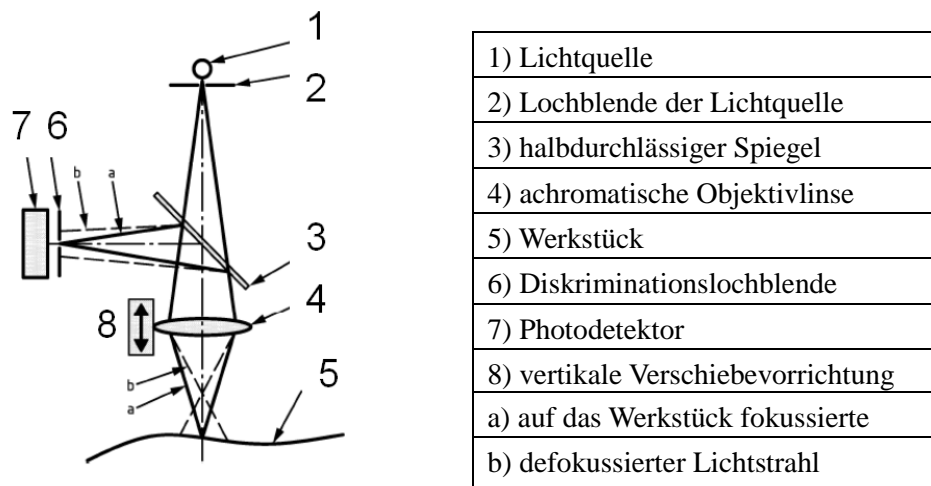 1
2
7 6
b
a
3
8
4
b
a
5
1) Lichtquelle
2) Lochblende der Lichtquelle
3) halbdurchlässiger Spiegel
4) achromatische Objektivlinse
5) Werkstück
6) Diskriminationslochblende
7) Photodetektor
8) vertikale Verschiebevorrichtung
a) auf das Werkstück fokussierte
b) defokussierter Lichtstrahl